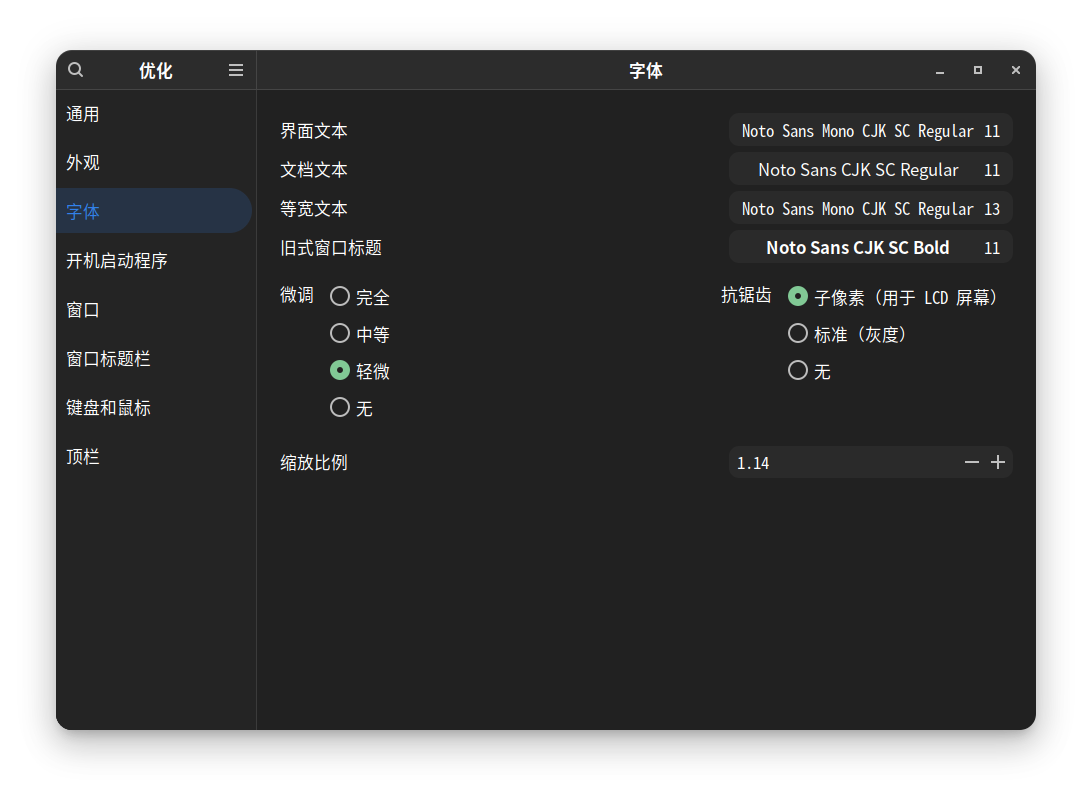 优化
字体
通用
外观
字体
开机启动程序
窗口
窗口标题栏
键盘和鼠标
顶栏
界面文本 Noto Sans Mono CJK SC Regular 11
文档文本 Noto Sans CJK SC Regular 11
等宽文本 Noto Sans Mono CJK SC Regular 13
旧式窗口标题 Noto Sans CJK SC Bold 11
微调 完全
中等
轻微
无
抗锯齿 子像素（用于 LCD 屏幕）
标准（灰度）
无
缩放比例 1.14